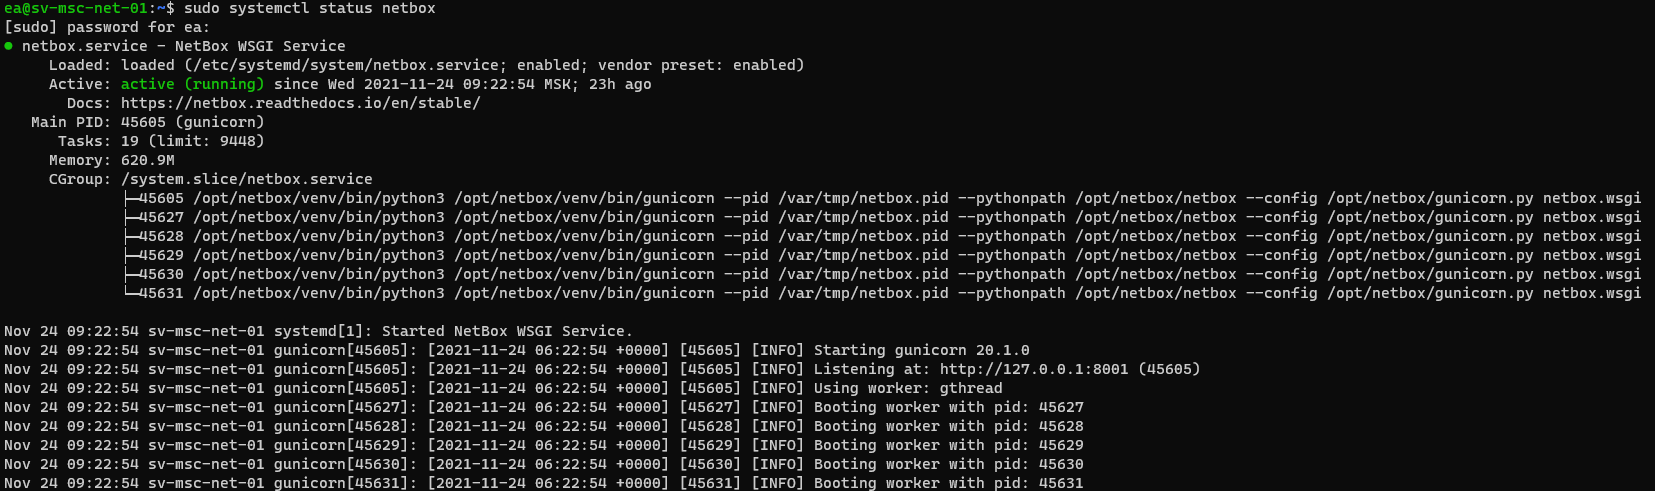 ea@sv-msc-net-01:~$ sudo systemctl status netbox
[sudo] password for ea:
● netbox.service - NetBox WSGI Service
     Loaded: loaded (/etc/systemd/system/netbox.service; enabled; vendor preset: enabled)
     Active: active (running) since Wed 2021-11-24 09:22:54 MSK; 23h ago
       Docs: https://netbox.readthedocs.io/en/stable/
   Main PID: 45605 (gunicorn)
      Tasks: 19 (limit: 9448)
     Memory: 620.9M
     CGroup: /system.slice/netbox.service
             ├─45605 /opt/netbox/venv/bin/python3 /opt/netbox/venv/bin/gunicorn --pid /var/tmp/netbox.pid --pythonpath /opt/netbox/netbox --config /opt/netbox/gunicorn.py netbox.wsgi
             ├─45627 /opt/netbox/venv/bin/python3 /opt/netbox/venv/bin/gunicorn --pid /var/tmp/netbox.pid --pythonpath /opt/netbox/netbox --config /opt/netbox/gunicorn.py netbox.wsgi
             ├─45628 /opt/netbox/venv/bin/python3 /opt/netbox/venv/bin/gunicorn --pid /var/tmp/netbox.pid --pythonpath /opt/netbox/netbox --config /opt/netbox/gunicorn.py netbox.wsgi
             ├─45629 /opt/netbox/venv/bin/python3 /opt/netbox/venv/bin/gunicorn --pid /var/tmp/netbox.pid --pythonpath /opt/netbox/netbox --config /opt/netbox/gunicorn.py netbox.wsgi
             ├─45630 /opt/netbox/venv/bin/python3 /opt/netbox/venv/bin/gunicorn --pid /var/tmp/netbox.pid --pythonpath /opt/netbox/netbox --config /opt/netbox/gunicorn.py netbox.wsgi
             └─45631 /opt/netbox/venv/bin/python3 /opt/netbox/venv/bin/gunicorn --pid /var/tmp/netbox.pid --pythonpath /opt/netbox/netbox --config /opt/netbox/gunicorn.py netbox.wsgi

Nov 24 09:22:54 sv-msc-net-01 systemd[1]: Started NetBox WSGI Service.
Nov 24 09:22:54 sv-msc-net-01 gunicorn[45605]: [2021-11-24 06:22:54 +0000] [45605] [INFO] Starting gunicorn 20.1.0
Nov 24 09:22:54 sv-msc-net-01 gunicorn[45605]: [2021-11-24 06:22:54 +0000] [45605] [INFO] Listening at: http://127.0.0.1:8001 (45605)
Nov 24 09:22:54 sv-msc-net-01 gunicorn[45605]: [2021-11-24 06:22:54 +0000] [45605] [INFO] Using worker: gthread
Nov 24 09:22:54 sv-msc-net-01 gunicorn[45627]: [2021-11-24 06:22:54 +0000] [45627] [INFO] Booting worker with pid: 45627
Nov 24 09:22:54 sv-msc-net-01 gunicorn[45628]: [2021-11-24 06:22:54 +0000] [45628] [INFO] Booting worker with pid: 45628
Nov 24 09:22:54 sv-msc-net-01 gunicorn[45629]: [2021-11-24 06:22:54 +0000] [45629] [INFO] Booting worker with pid: 45629
Nov 24 09:22:54 sv-msc-net-01 gunicorn[45630]: [2021-11-24 06:22:54 +0000] [45630] [INFO] Booting worker with pid: 45630
Nov 24 09:22:54 sv-msc-net-01 gunicorn[45631]: [2021-11-24 06:22:54 +0000] [45631] [INFO] Booting worker with pid: 45631